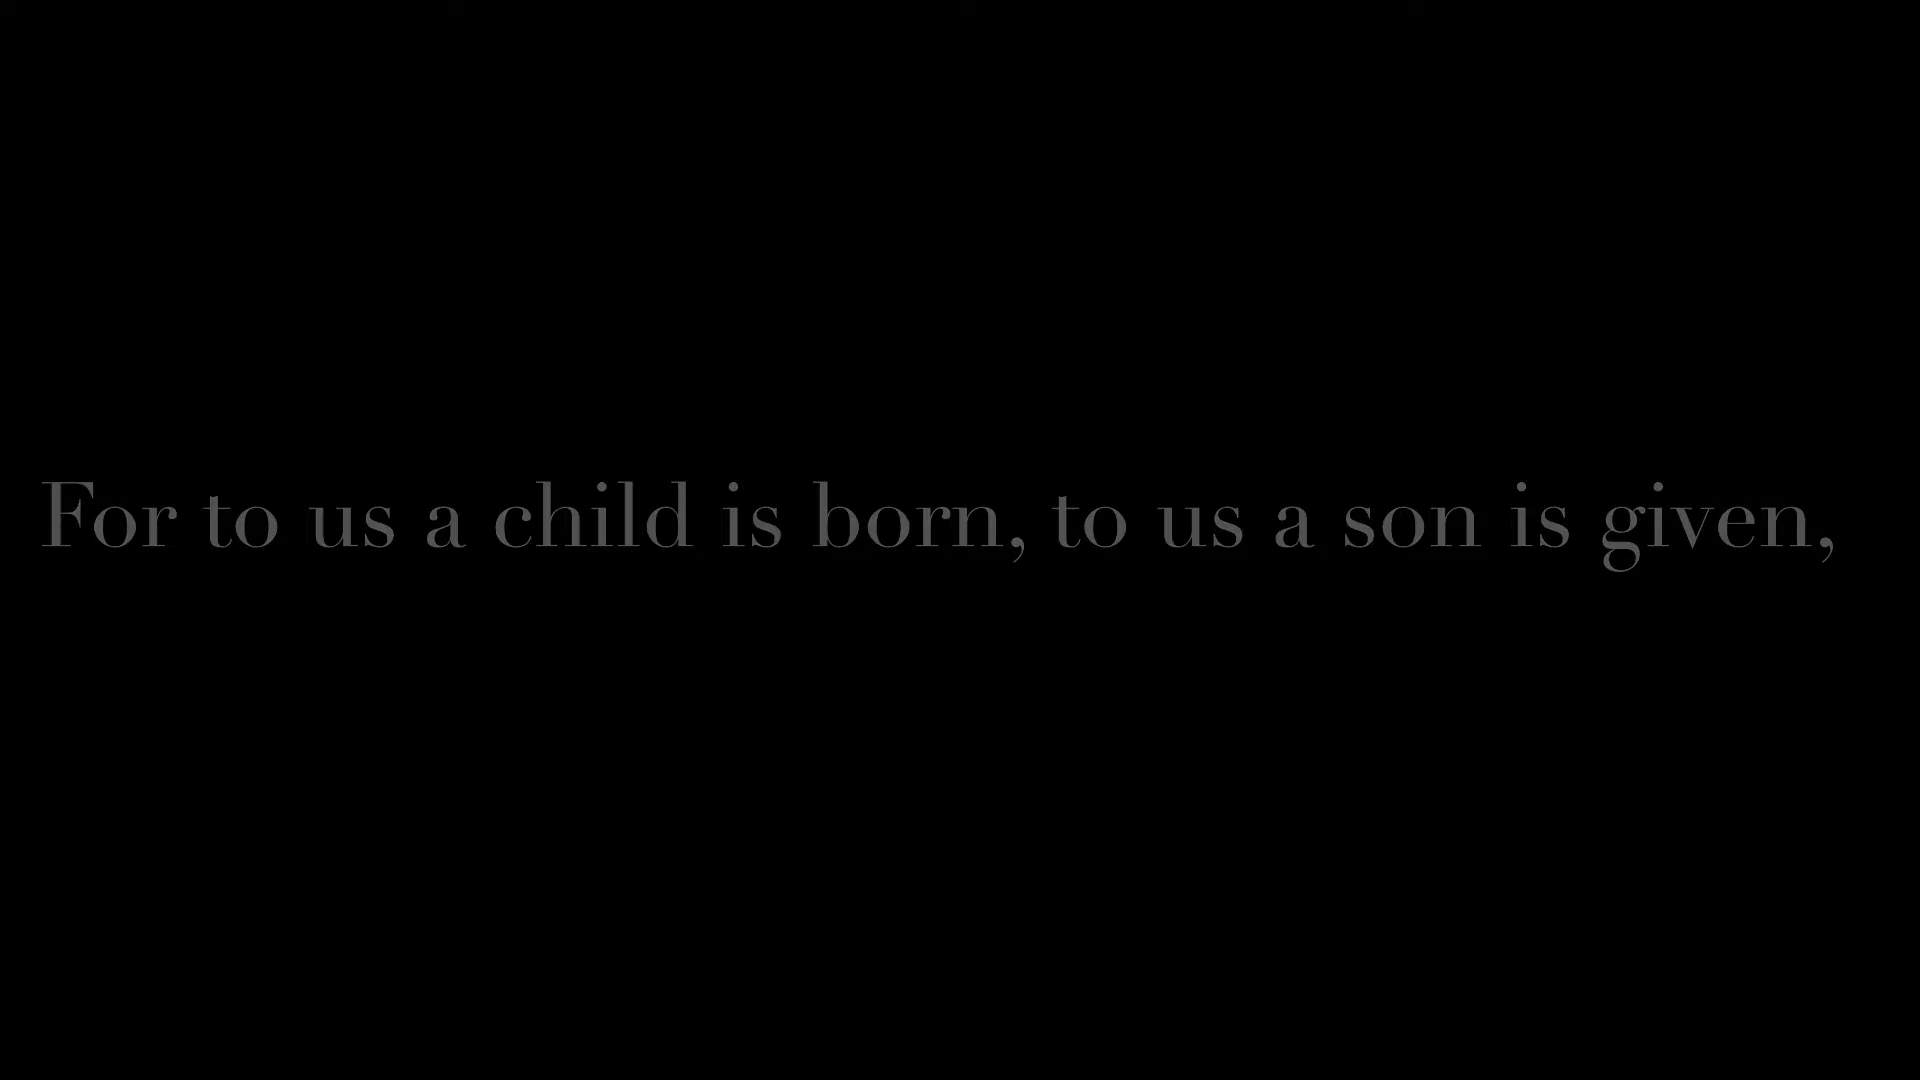 For to us a child is born, to us a son is given,